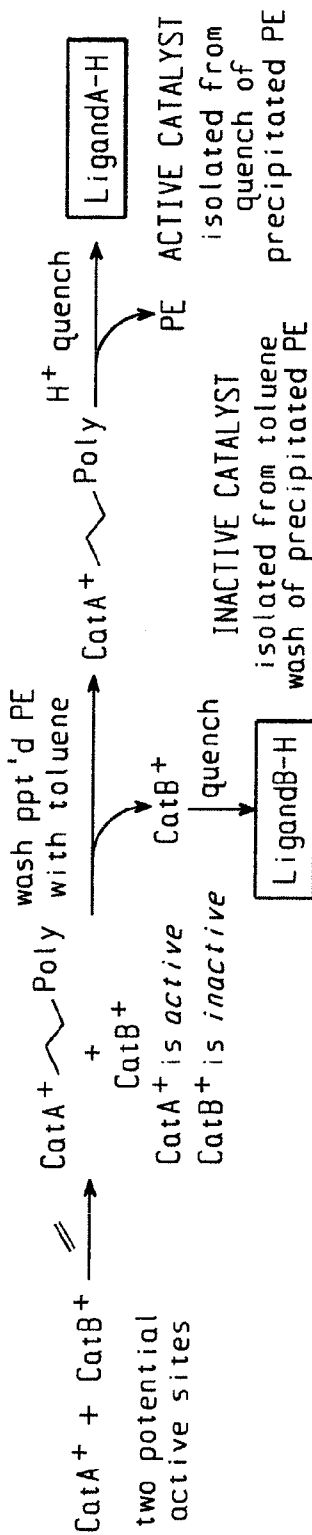 CatA+ + CatB+
two potential
active sites
CatA+
Poly
+
CatB+
CatA+ is active
CatB+ is inactive
wash ppt'd PE
with toluene
CatB+
quench
LigandB-H
CatA+
Poly
INACTIVE CATALYST
isolated from toluene
wash of precipitated PE
H+ quench
PE
LigandA-H
ACTIVE CATALYST
isolated from
quench of
precipitated PE